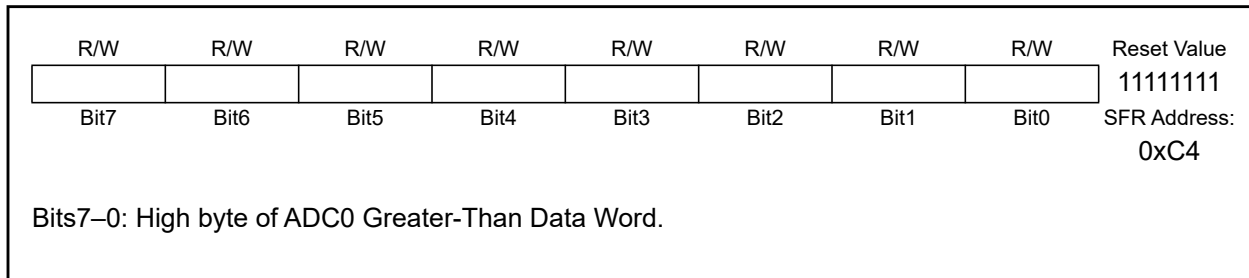 R/W R/W R/W R/W R/W R/W R/W R/W Reset Value
11111111
Bit7 Bit6 Bit5 Bit4 Bit3 Bit2 Bit1 Bit0 SFR Address:
0xC4
Bits7–0: High byte of ADC0 Greater-Than Data Word.